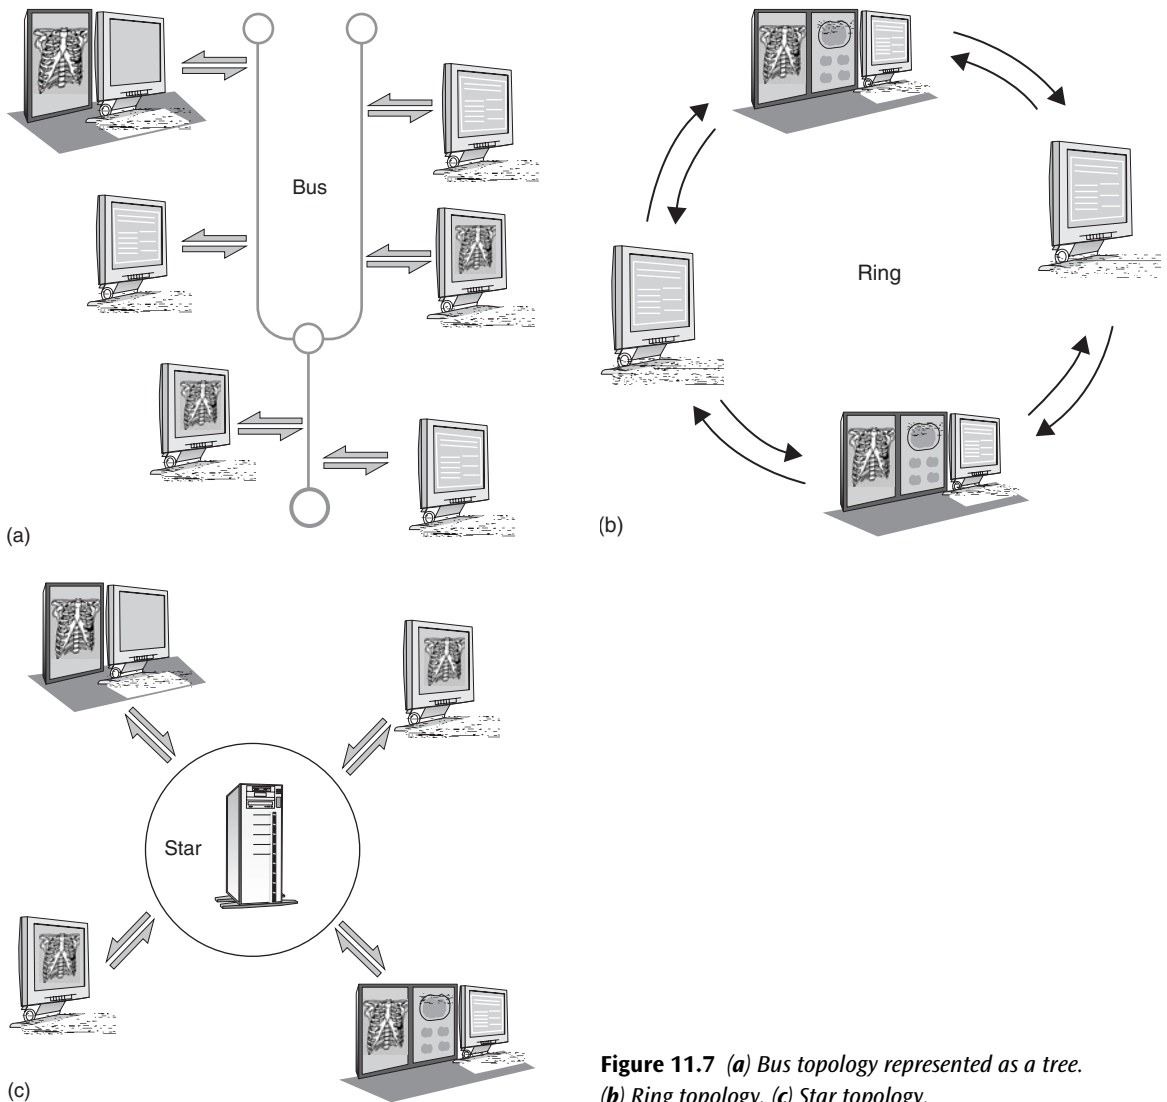 Bus
(a)
Ring
(b)
Star
(c)
Figure 11.7 (a) Bus topology represented as a tree.
(b) Ring topology. (c) Star topology.